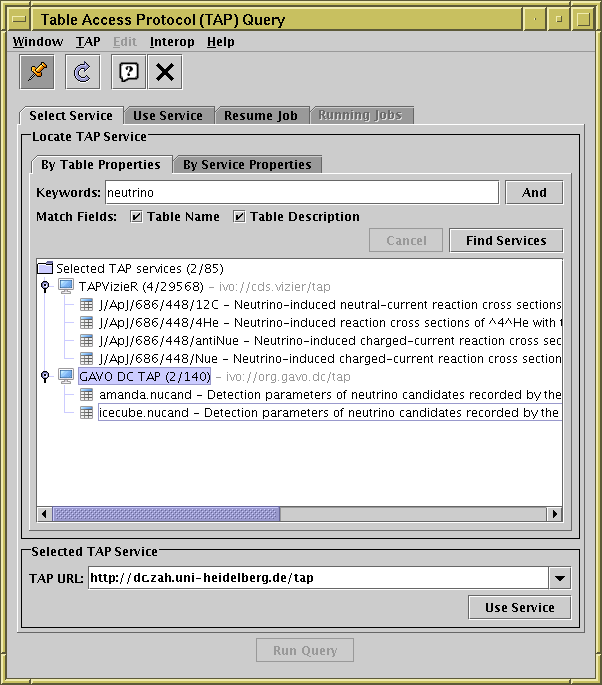 Table Access Protocol (TAP) Query
Window TAP Edit Interop Help
Select Service Use Service Resume Job Running Jobs
Locate TAP Service
By Table Properties By Service Properties
Keywords: neutrino And
Match Fields: Table Name Table Description
Cancel Find Services
Selected TAP services (2/85)
TAPVizieR (4/29568) - ivo://cds.vizier/tap
J/ApJ/686/448/12C - Neutrino-induced neutral-current reaction cross sections
J/ApJ/686/448/4He - Neutrino-induced reaction cross sections of ^4^He with t
J/ApJ/686/448/antiNue - Neutrino-induced charged-current reaction cross sec
J/ApJ/686/448/Nue - Neutrino-induced charged-current reaction cross section
GAVO DC TAP (2/140) - ivo://org.gavo.dc/tap
amanda.nucand - Detection parameters of neutrino candidates recorded by the
icecube.nucand - Detection parameters of neutrino candidates recorded by the
Selected TAP Service
TAP URL: http://dc.zah.uni-heidelberg.de/tap
Use Service
Run Query